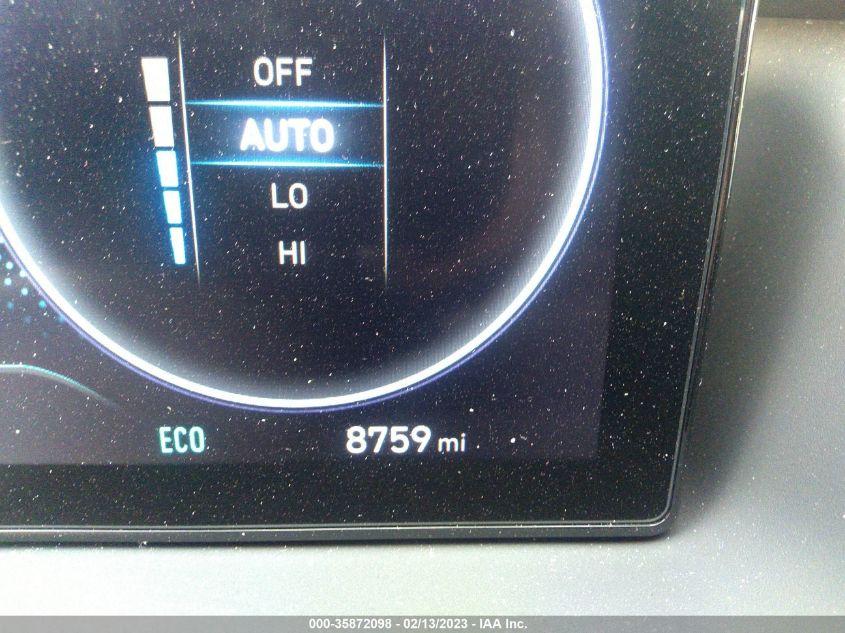 OFF
AUTO
LO
HI
ECO 8759 mi
000-35872098 - 02/13/2023 - IAA Inc.